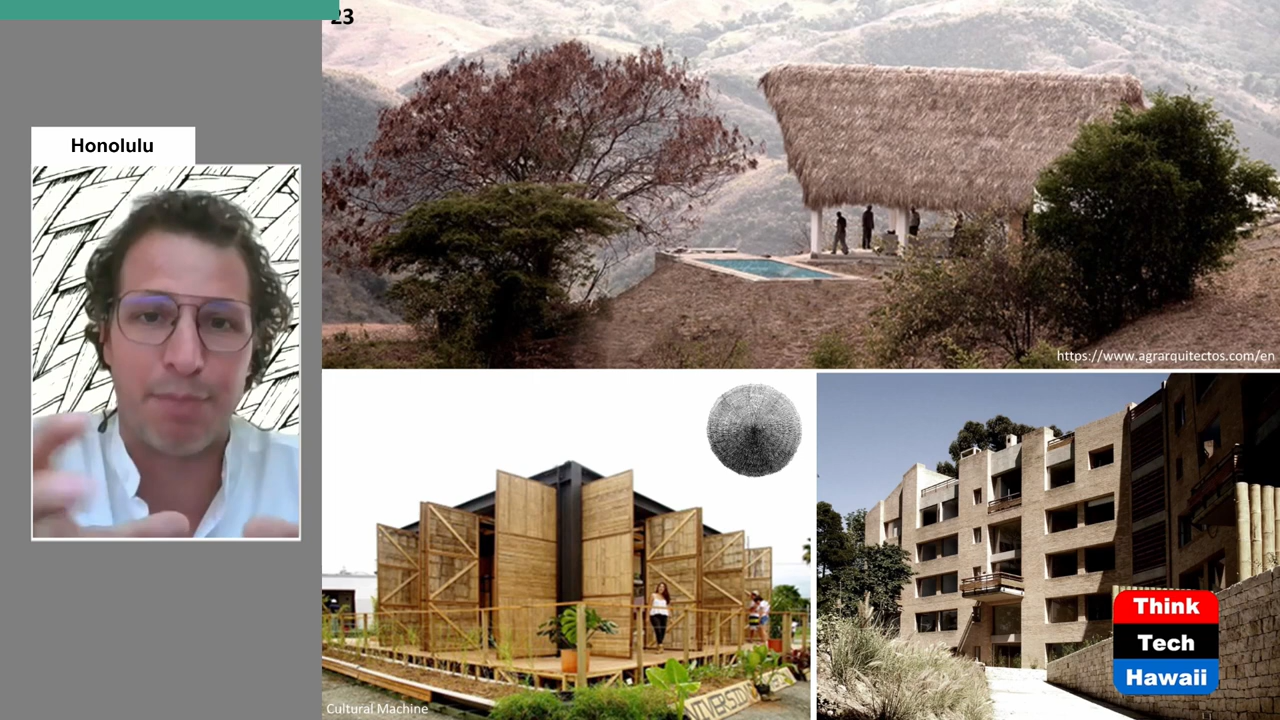 23
Honolulu
https://www.agrarquitectos.com/en
Cultural Machine
Think
Tech
Hawaii